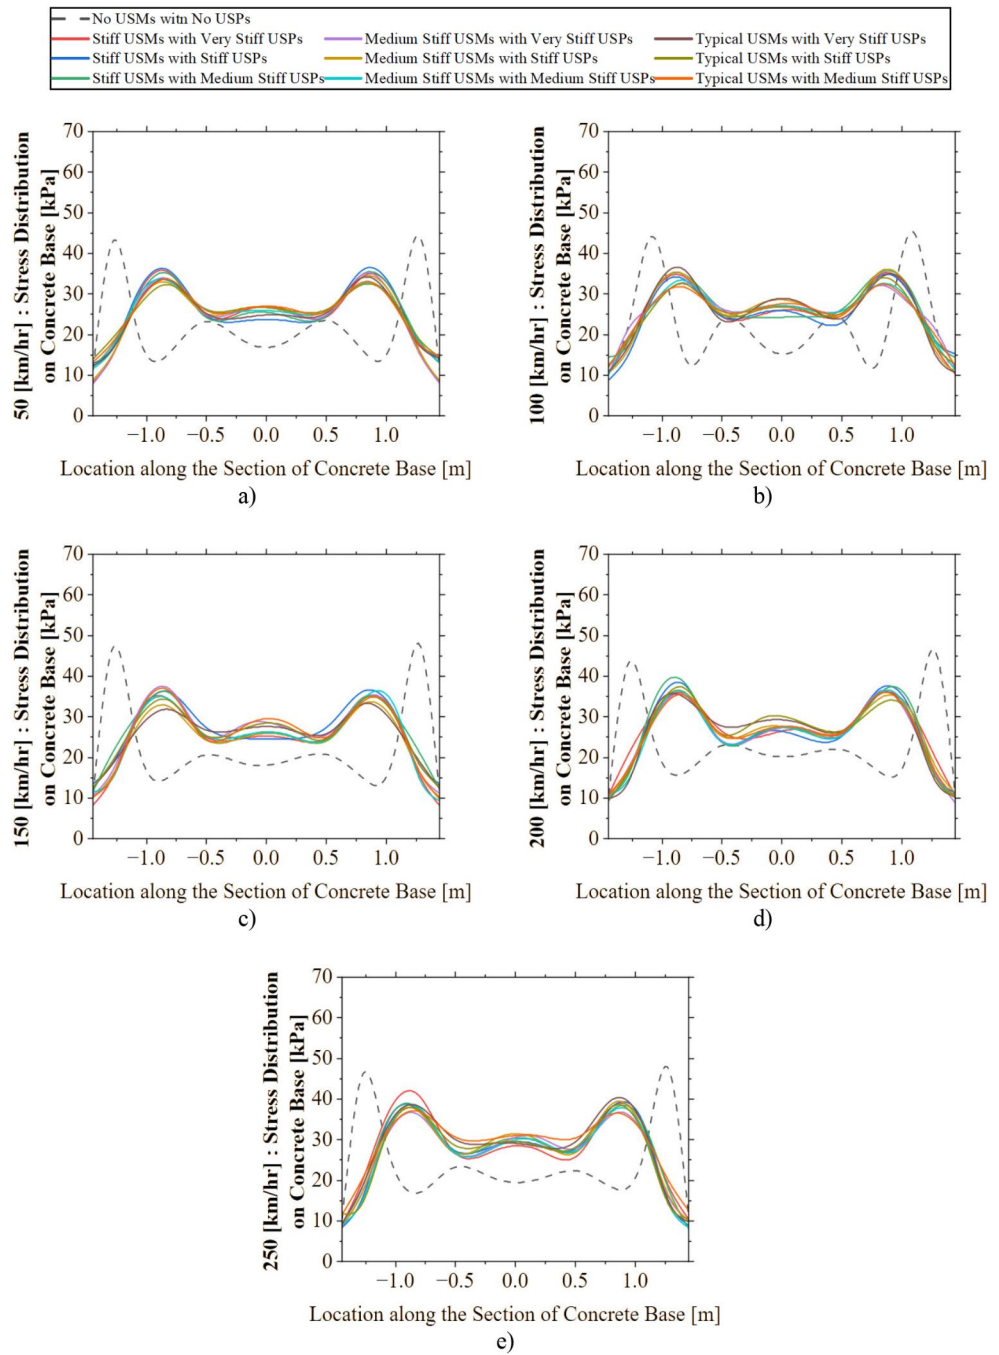 No USMs witn No USPs
Stiff USMs with Very Stiff USPs Medium Stiff USMs with Very Stiff USPs Typical USMs with Very Stiff USPs
Stiff USMs with Stiff USPs Medium Stiff USMs with Stiff USPs Typical USMs with Stiff USPs
Stiff USMs with Medium Stiff USPs Medium Stiff USMs with Medium Stiff USPs Typical USMs with Medium Stiff USPs
50 [km/hr] : Stress Distribution
on Concrete Base [kPa]
70
60
50
40
30
20
10
0
−1.0 −0.5 0.0 0.5 1.0
Location along the Section of Concrete Base [m]
a)
100 [km/hr] : Stress Distribution
on Concrete Base [kPa]
70
60
50
40
30
20
10
0
−1.0 −0.5 0.0 0.5 1.0
Location along the Section of Concrete Base [m]
b)
150 [km/hr] : Stress Distribution
on Concrete Base [kPa]
70
60
50
40
30
20
10
0
−1.0 −0.5 0.0 0.5 1.0
Location along the Section of Concrete Base [m]
c)
200 [km/hr] : Stress Distribution
on Concrete Base [kPa]
70
60
50
40
30
20
10
0
−1.0 −0.5 0.0 0.5 1.0
Location along the Section of Concrete Base [m]
d)
250 [km/hr] : Stress Distribution
on Concrete Base [kPa]
70
60
50
40
30
20
10
0
−1.0 −0.5 0.0 0.5 1.0
Location along the Section of Concrete Base [m]
e)